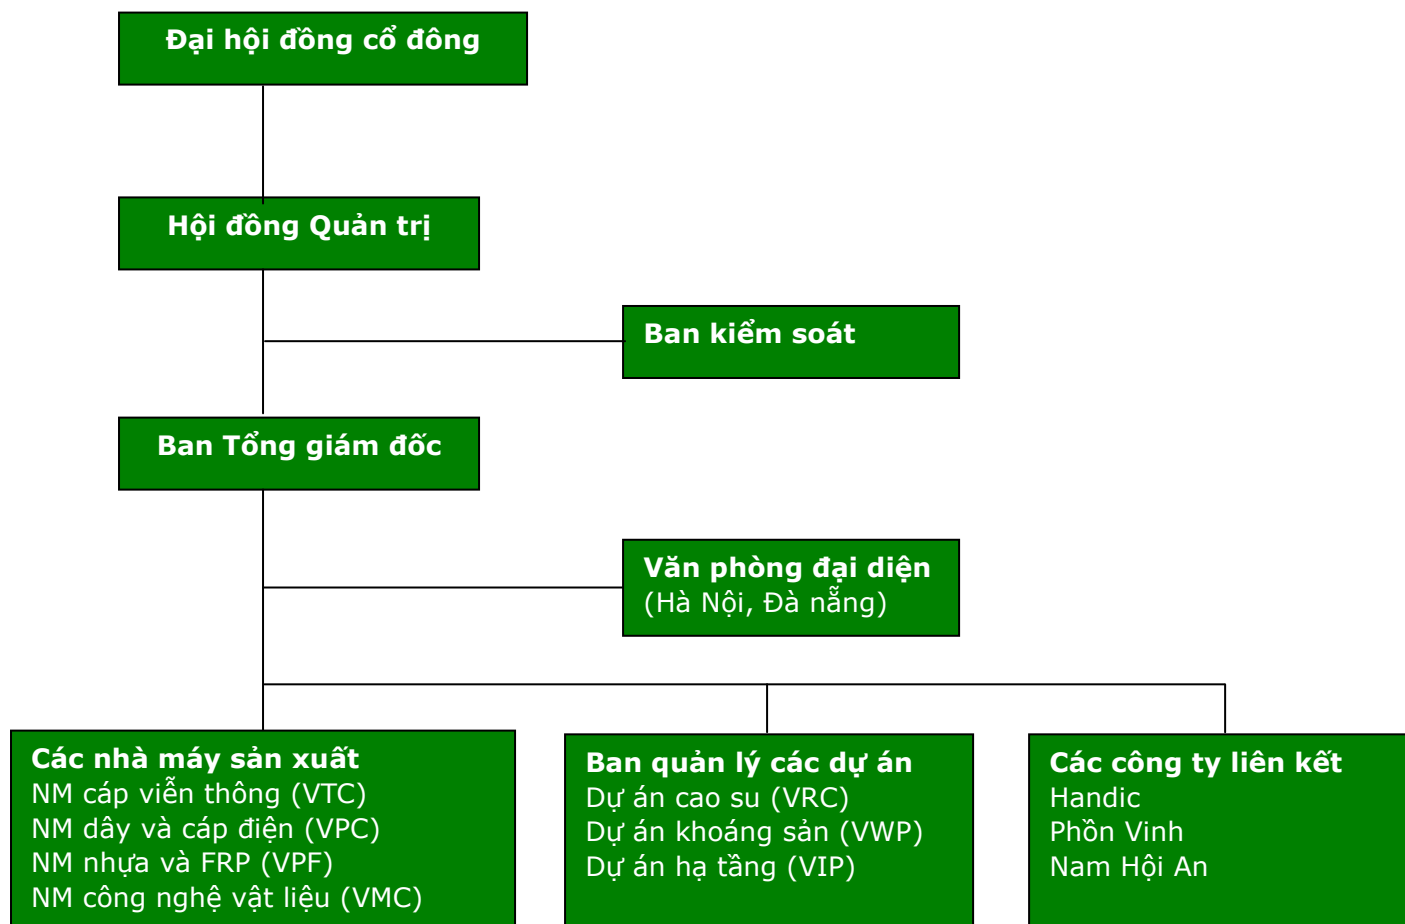 Đại hội đồng cổ đông
Hội đồng Quản trị
Ban kiểm soát
Ban Tổng giám đốc
Văn phòng đại diện
(Hà Nội, Đà nẵng)
Các nhà máy sản xuất
NM cáp viễn thông (VTC)
NM dây và cáp điện (VPC)
NM nhựa và FRP (VPF)
NM công nghệ vật liệu (VMC)
Ban quản lý các dự án
Dự án cao su (VRC)
Dự án khoáng sản (VWP)
Dự án hạ tầng (VIP)
Các công ty liên kết
Handic
Phồn Vinh
Nam Hội An